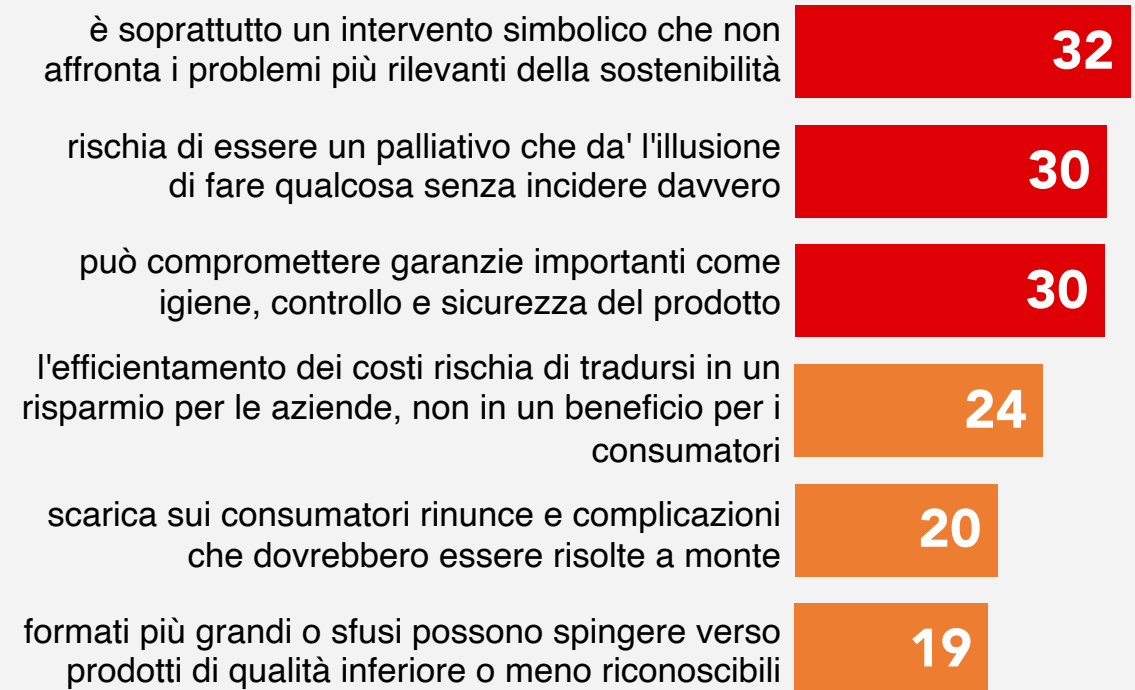 è soprattutto un intervento simbolico che non
affronta i problemi più rilevanti della sostenibilità
32
rischia di essere un palliativo che da' l'illusione
di fare qualcosa senza incidere davvero
30
può compromettere garanzie importanti come
igiene, controllo e sicurezza del prodotto
30
l'efficientamento dei costi rischia di tradursi in un
risparmio per le aziende, non in un beneficio per i
consumatori
24
scarica sui consumatori rinunce e complicazioni
che dovrebbero essere risolte a monte
20
formati più grandi o sfusi possono spingere verso
prodotti di qualità inferiore o meno riconoscibili
19